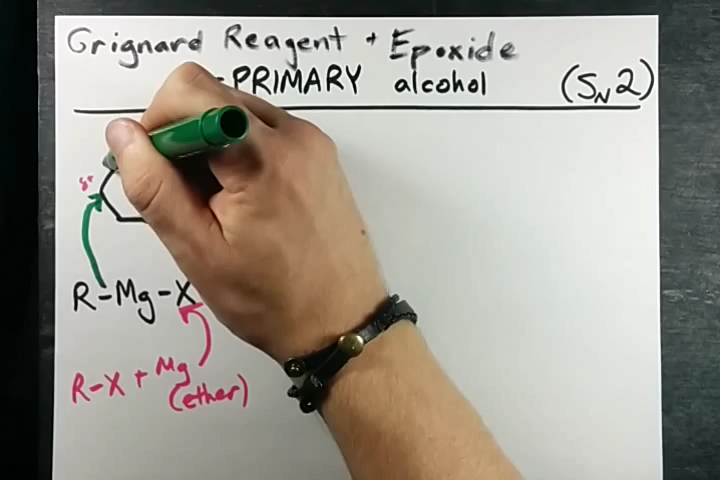 Grignard Reagent + Epoxide
PRIMARY alcohol (SN2)
δ+
R-Mg-X
R-X + Mg
(ether)